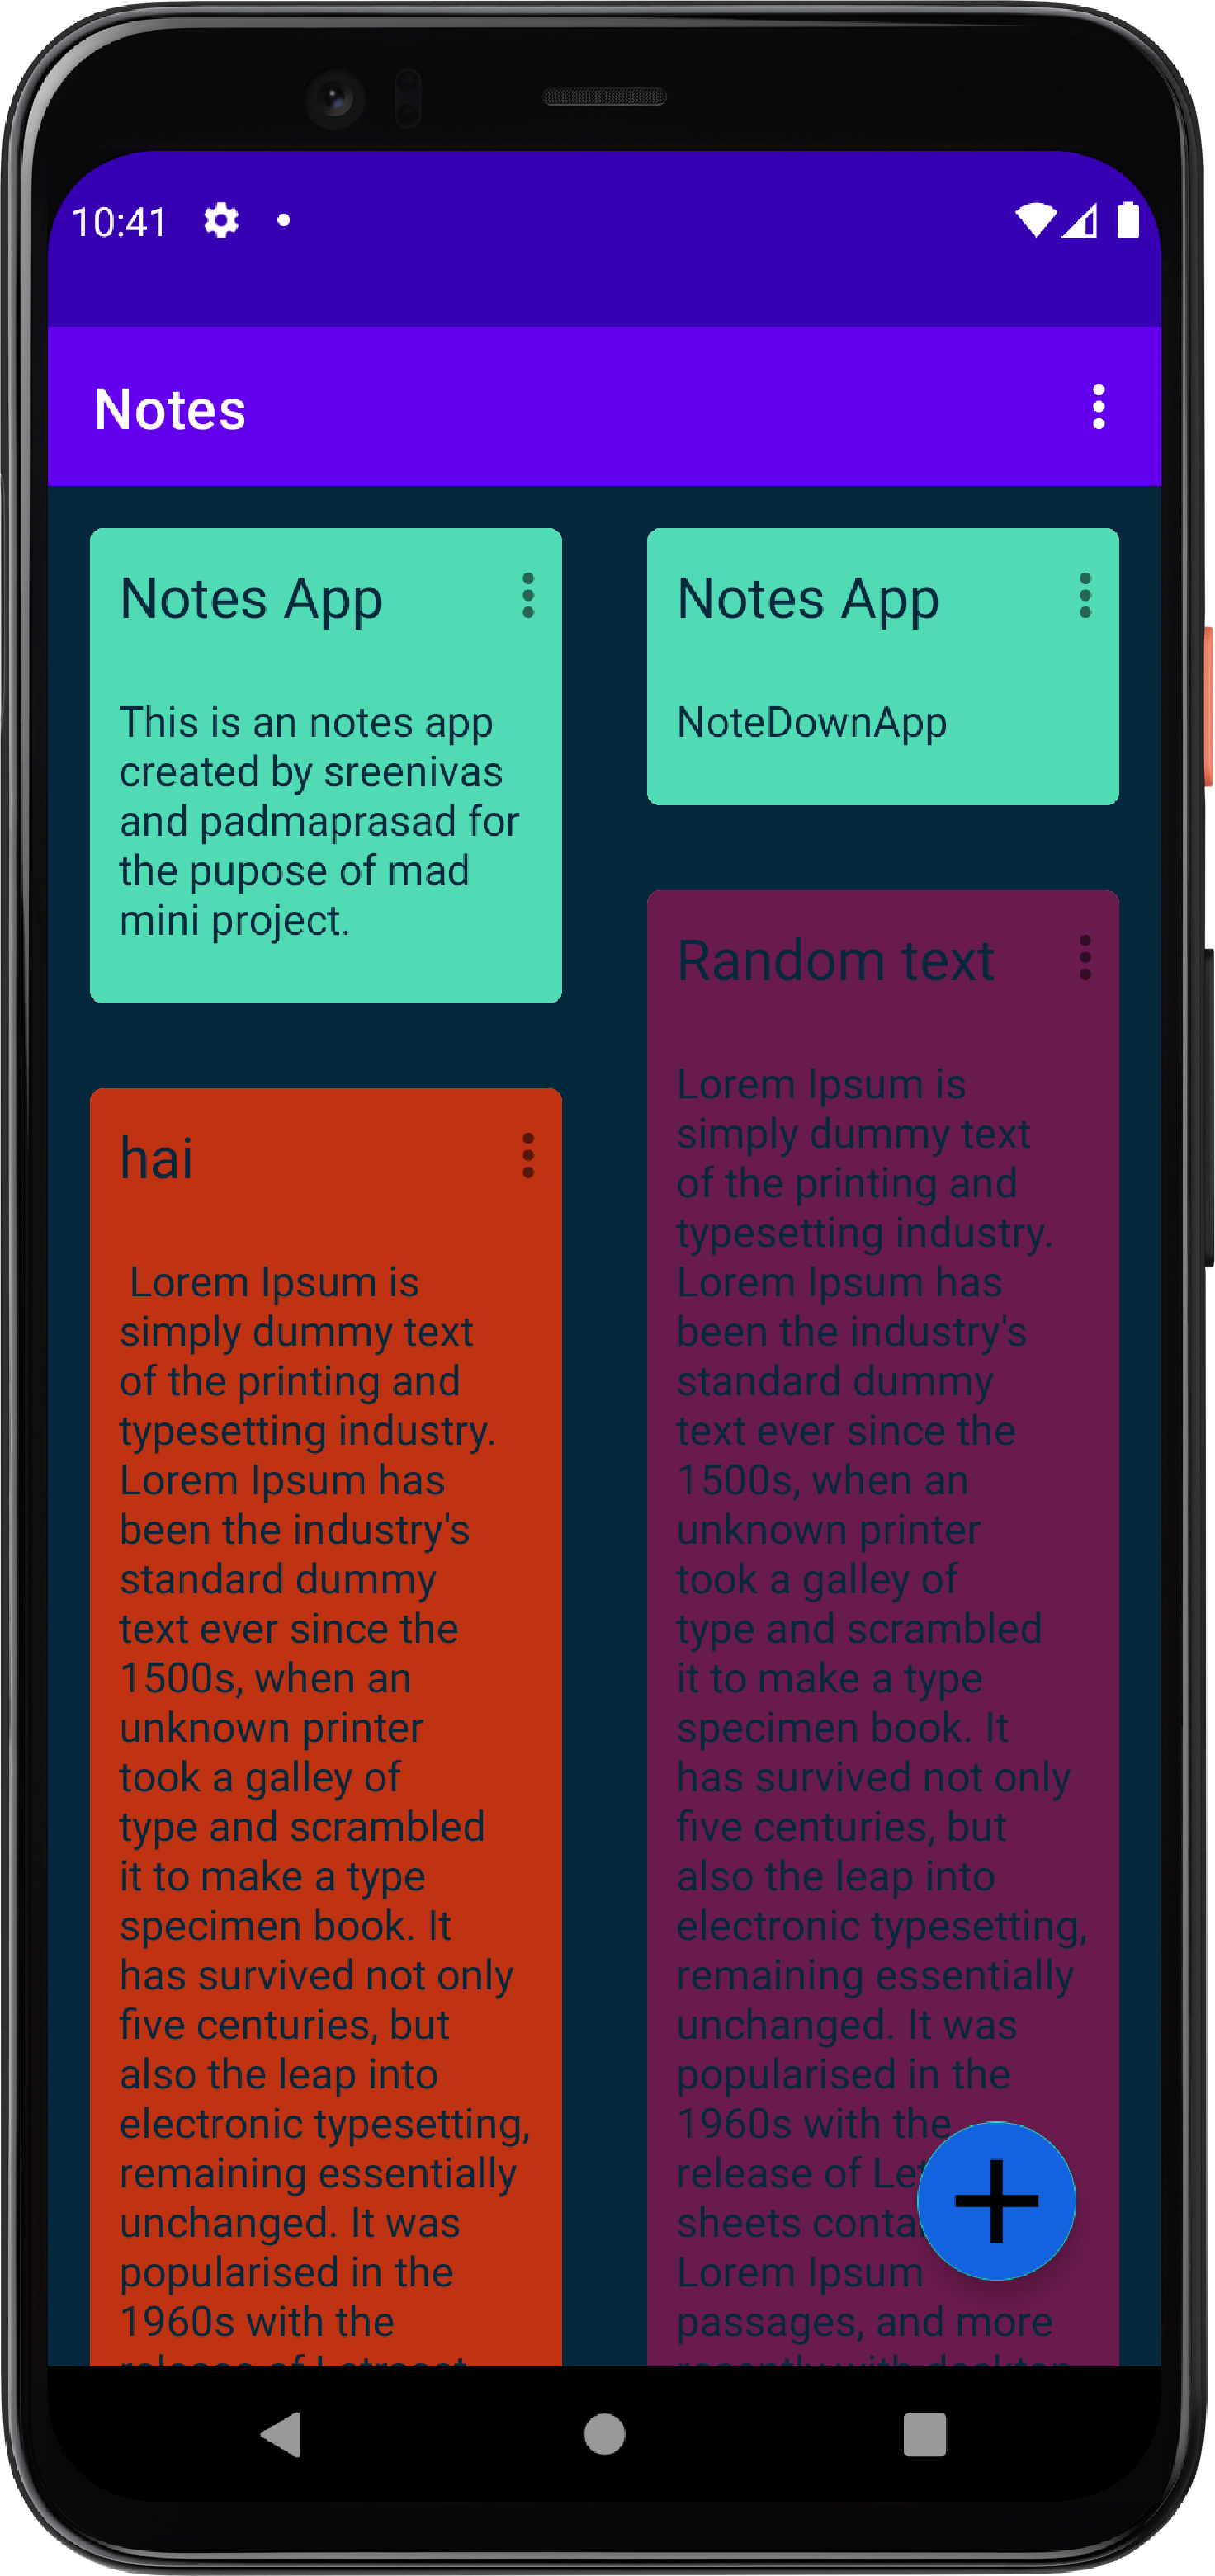 10:41
Notes
Notes App
This is an notes app
created by sreenivas
and padmaprasad for
the pupose of mad
mini project.
Notes App
NoteDownApp
hai
Lorem Ipsum is
simply dummy text
of the printing and
typesetting industry.
Lorem Ipsum has
been the industry's
standard dummy
text ever since the
1500s, when an
unknown printer
took a galley of
type and scrambled
it to make a type
specimen book. It
has survived not only
five centuries, but
also the leap into
electronic typesetting,
remaining essentially
unchanged. It was
popularised in the
1960s with the
Random text
Lorem Ipsum is
simply dummy text
of the printing and
typesetting industry.
Lorem Ipsum has
been the industry's
standard dummy
text ever since the
1500s, when an
unknown printer
took a galley of
type and scrambled
it to make a type
specimen book. It
has survived not only
five centuries, but
also the leap into
electronic typesetting,
remaining essentially
unchanged. It was
popularised in the
1960s with the
release of
sheets
Lorem Ipsum
passages, and more